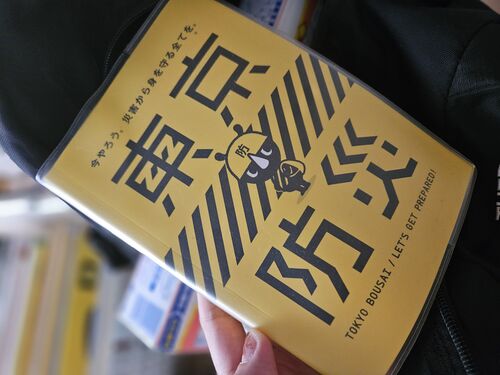 今やろう。災害から身を守る全てを。
東京
防
防災
TOKYO BOUSAI / LET'S GET PREPARED!